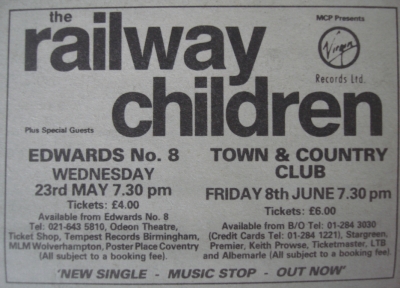 the
MCP Presents
railway
Virgin
Records Ltd.
children
Plus Special Guests
EDWARDS No. 8
WEDNESDAY
23rd MAY 7.30 pm
Tickets: £4.00
Available from Edwards No. 8
Tel: 021-643 5810, Odeon Theatre,
Ticket Shop, Tempest Records Birmingham,
MLM Wolverhampton, Poster Place Coventry
(All subject to a booking fee).
TOWN & COUNTRY
CLUB
FRIDAY 8th JUNE 7.30 pm
Tickets: £6.00
Available from B/O Tel: 01-284 3030
(Credit Cards Tel: 01-284 1221), Stargreen,
Premier, Keith Prowse, Ticketmaster, LTB
and Albemarle (All subject to a booking fee).
'NEW SINGLE - MUSIC STOP - OUT NOW'